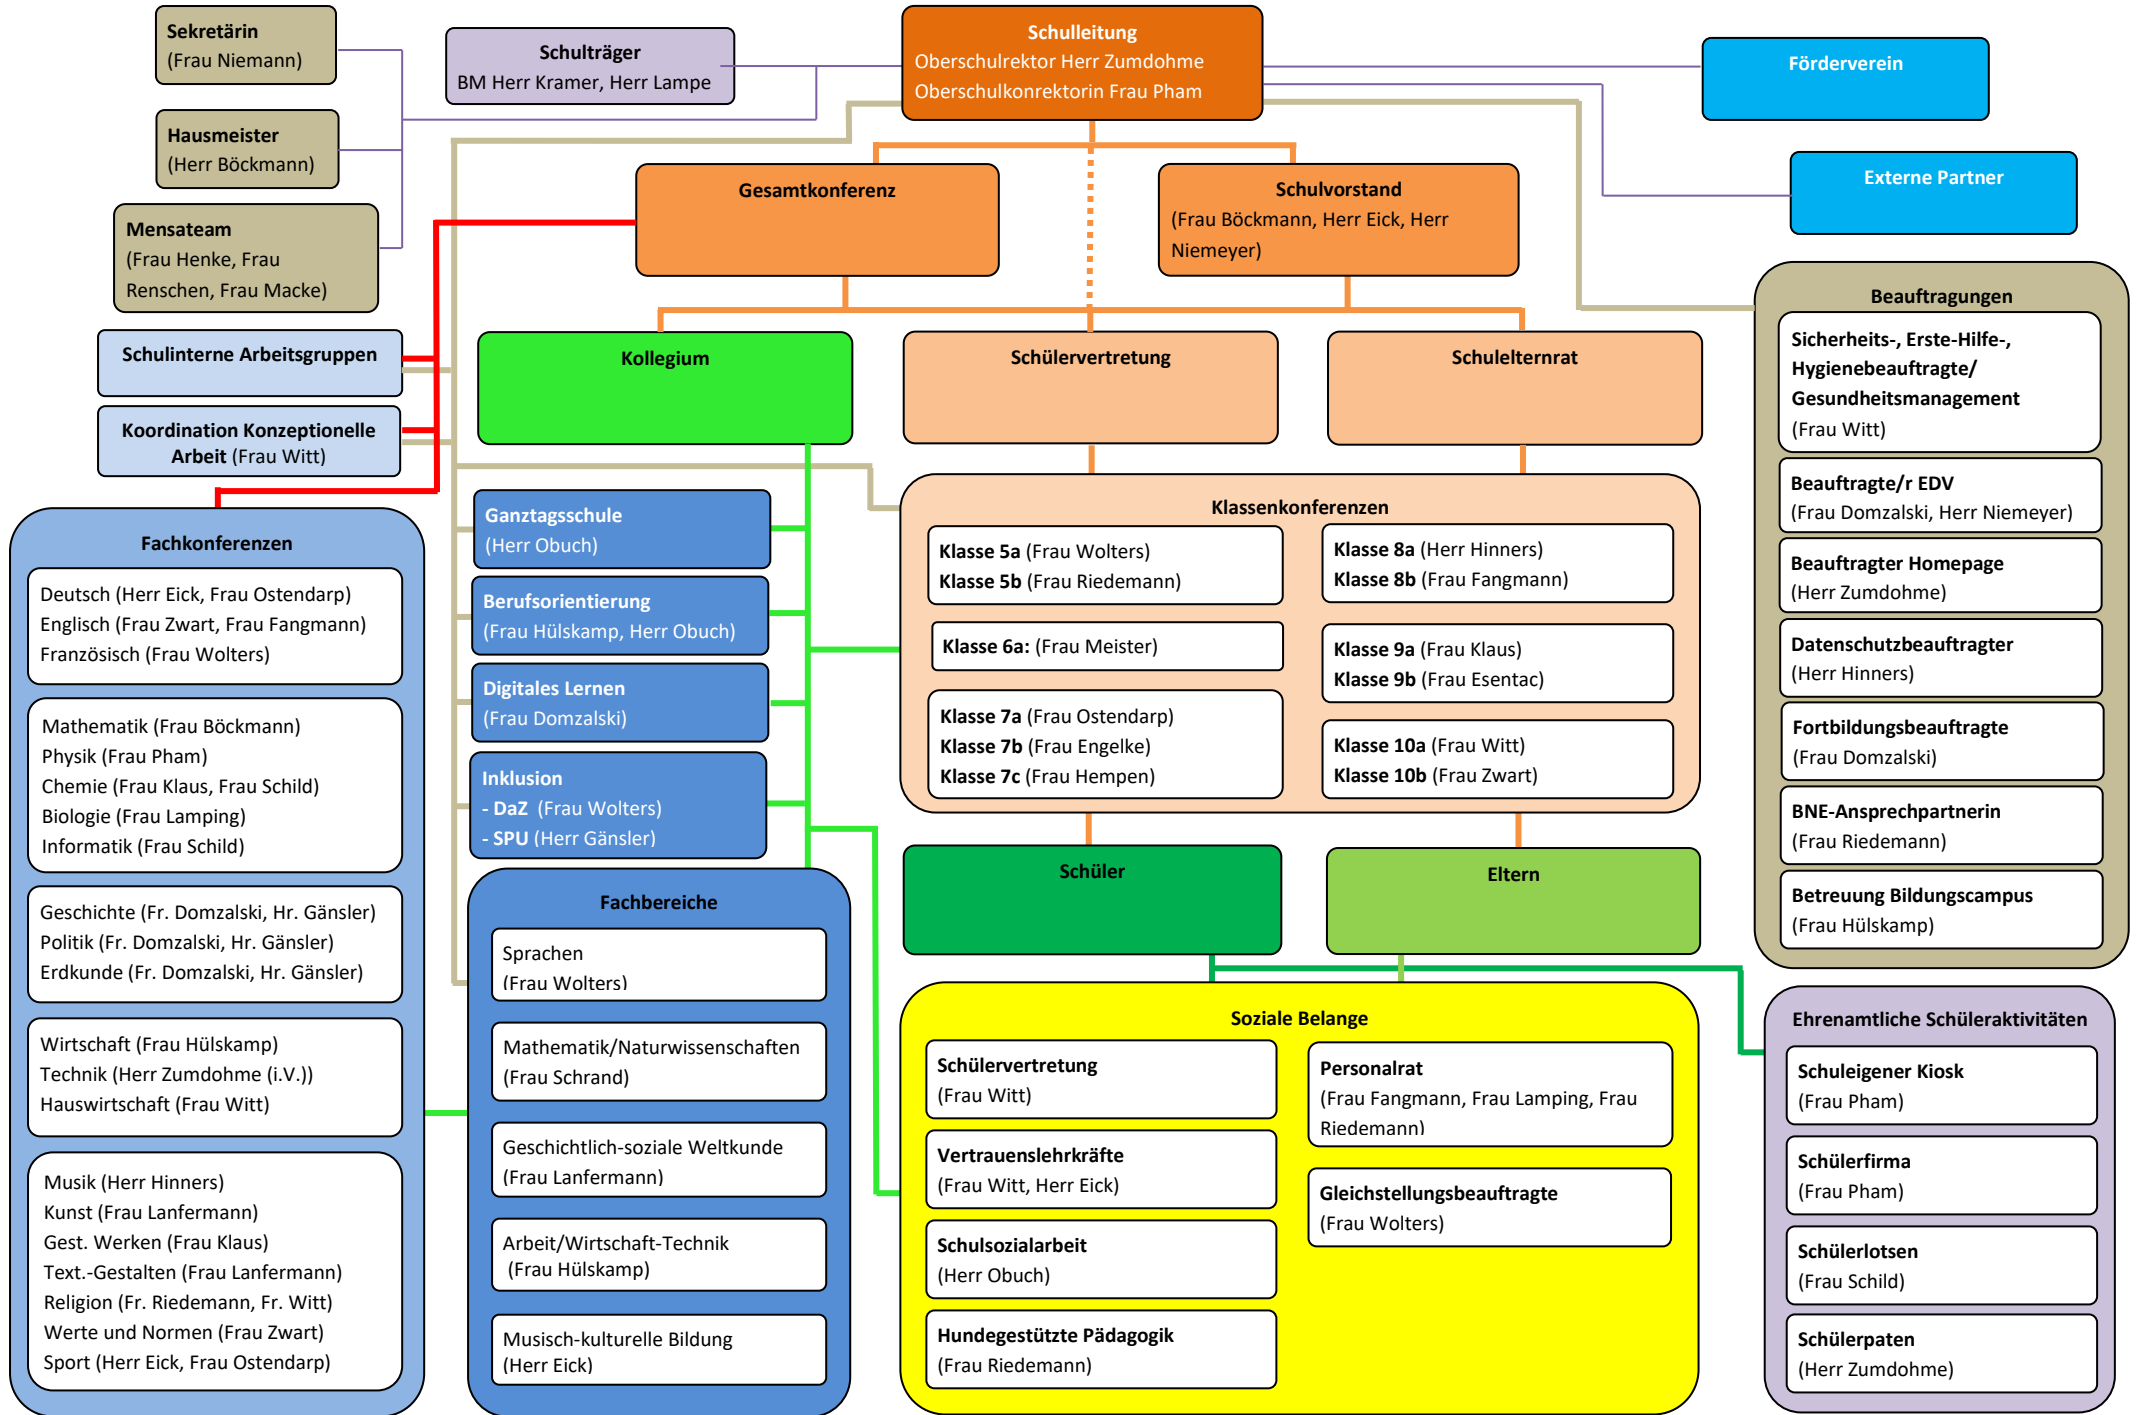 Sekretärin
(Frau Niemann)
Schulträger
BM Herr Kramer, Herr Lampe
Schulleitung
Oberschulrektor Herr Zumdohme
Oberschulkonrektorin Frau Pham
Förderverein
Hausmeister
(Herr Böckmann)
Externe Partner
Mensateam
(Frau Henke, Frau
Renschen, Frau Macke)
Gesamtkonferenz
Schulvorstand
(Frau Böckmann, Herr Eick, Herr
Niemeyer)
Schulinterne Arbeitsgruppen
Koordination Konzeptionelle
Arbeit (Frau Witt)
Kollegium
Schülervertretung
Schulelternrat
Beauftragungen
Sicherheits-, Erste-Hilfe-,
Hygienebeauftragte/
Gesundheitsmanagement
(Frau Witt)
Beauftragte/r EDV
(Frau Domzalski, Herr Niemeyer)
Beauftragter Homepage
(Herr Zumdohme)
Datenschutzbeauftragter
(Herr Hinners)
Fortbildungsbeauftragte
(Frau Domzalski)
BNE-Ansprechpartnerin
(Frau Riedemann)
Betreuung Bildungscampus
(Frau Hülskamp)
Fachkonferenzen
Deutsch (Herr Eick, Frau Ostendarp)
Englisch (Frau Zwart, Frau Fangmann)
Französisch (Frau Wolters)
Mathematik (Frau Böckmann)
Physik (Frau Pham)
Chemie (Frau Klaus, Frau Schild)
Biologie (Frau Lamping)
Informatik (Frau Schild)
Geschichte (Fr. Domzalski, Hr. Gänsler)
Politik (Fr. Domzalski, Hr. Gänsler)
Erdkunde (Fr. Domzalski, Hr. Gänsler)
Wirtschaft (Frau Hülskamp)
Technik (Herr Zumdohme (i.V.))
Hauswirtschaft (Frau Witt)
Musik (Herr Hinners)
Kunst (Frau Lanfermann)
Gest. Werken (Frau Klaus)
Text.-Gestalten (Frau Lanfermann)
Religion (Fr. Riedemann, Fr. Witt)
Werte und Normen (Frau Zwart)
Sport (Herr Eick, Frau Ostendarp)
Ganztagsschule
(Herr Obuch)
Berufsorientierung
(Frau Hülskamp, Herr Obuch)
Digitales Lernen
(Frau Domzalski)
Inklusion
- DaZ (Frau Wolters)
- SPU (Herr Gänsler)
Fachbereiche
Sprachen
(Frau Wolters)
Mathematik/Naturwissenschaften
(Frau Schrand)
Geschichtlich-soziale Weltkunde
(Frau Lanfermann)
Arbeit/Wirtschaft-Technik
(Frau Hülskamp)
Musisch-kulturelle Bildung
(Herr Eick)
Klassenkonferenzen
Klasse 5a (Frau Wolters)
Klasse 5b (Frau Riedemann)
Klasse 6a: (Frau Meister)
Klasse 7a (Frau Ostendarp)
Klasse 7b (Frau Engelke)
Klasse 7c (Frau Hempen)
Klasse 8a (Herr Hinners)
Klasse 8b (Frau Fangmann)
Klasse 9a (Frau Klaus)
Klasse 9b (Frau Esentac)
Klasse 10a (Frau Witt)
Klasse 10b (Frau Zwart)
Schüler
Eltern
Soziale Belange
Schülervertretung
(Frau Witt)
Vertrauenslehrkräfte
(Frau Witt, Herr Eick)
Schulsozialarbeit
(Herr Obuch)
Hundegestützte Pädagogik
(Frau Riedemann)
Personalrat
(Frau Fangmann, Frau Lamping, Frau
Riedemann)
Gleichstellungsbeauftragte
(Frau Wolters)
Ehrenamtliche Schüleraktivitäten
Schuleigener Kiosk
(Frau Pham)
Schülerfirma
(Frau Pham)
Schülerlotsen
(Frau Schild)
Schülerpaten
(Herr Zumdohme)